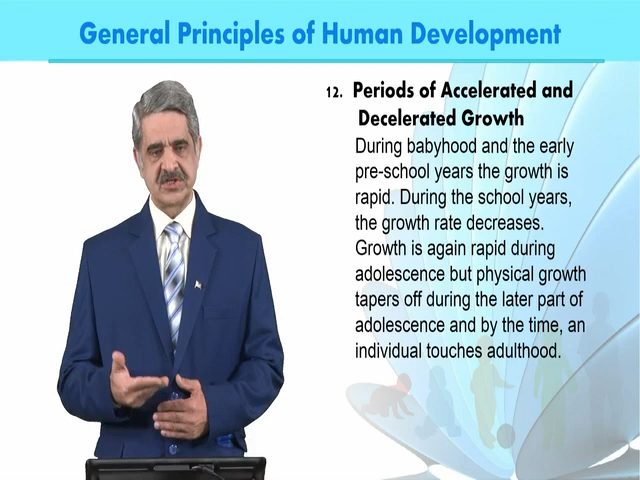 General Principles of Human Development
12. Periods of Accelerated and
Decelerated Growth
During babyhood and the early
pre-school years the growth is
rapid. During the school years,
the growth rate decreases.
Growth is again rapid during
adolescence but physical growth
tapers off during the later part of
adolescence and by the time, an
individual touches adulthood.